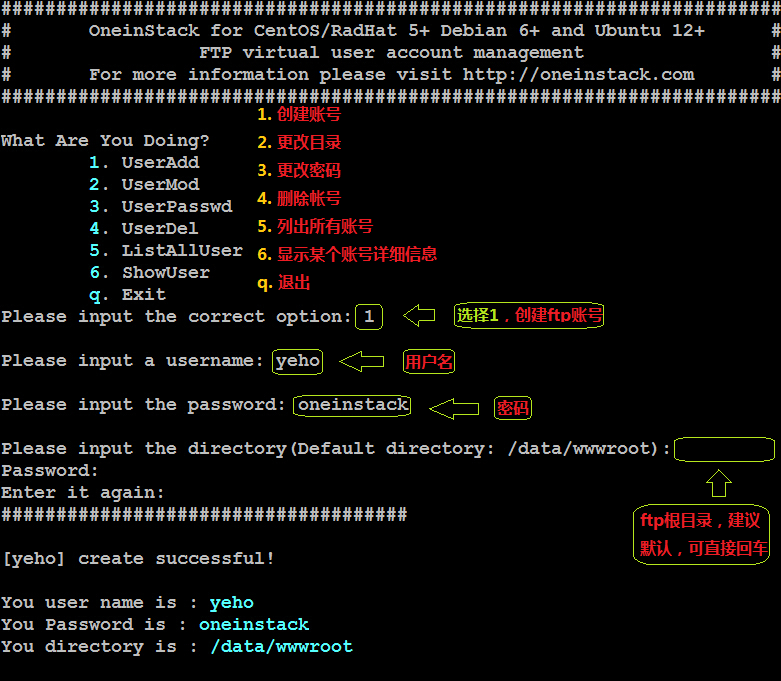 #######################################################################
# OneinStack for CentOS/RadHat 5+ Debian 6+ and Ubuntu 12+ #
# FTP virtual user account management #
# For more information please visit http://oneinstack.com #
#######################################################################
What Are You Doing?
1. UserAdd
2. UserMod
3. UserPasswd
4. UserDel
5. ListAllUser
6. ShowUser
q. Exit
1. 创建账号
2. 更改目录
3. 更改密码
4. 删除帐号
5. 列出所有账号
6. 显示某个账号详细信息
q. 退出
Please input the correct option: 1
选择1，创建ftp账号
Please input a username: yeho
用户名
Please input the password: oneinstack
密码
Please input the directory(Default directory: /data/wwwroot):
ftp根目录，建议
默认，可直接回车
Password:
Enter it again:
#####################################
[yeho] create successful!
You user name is : yeho
You Password is : oneinstack
You directory is : /data/wwwroot